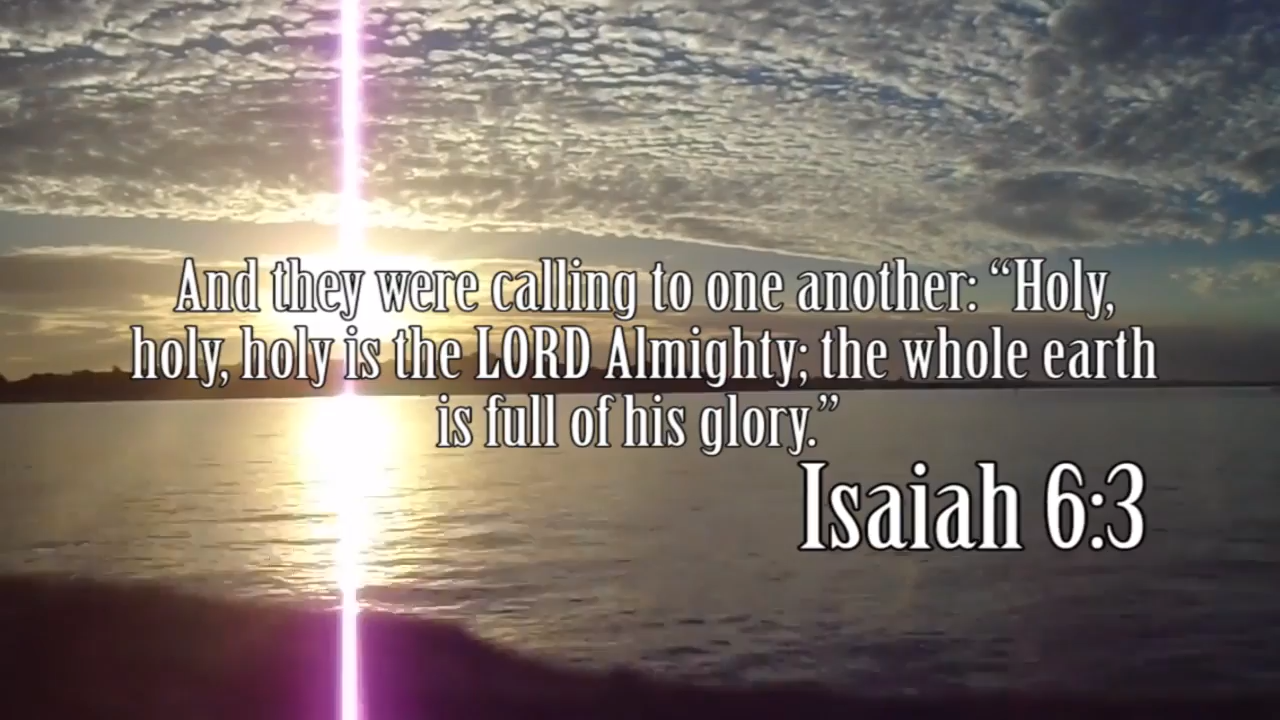 And they were calling to one another: “Holy,
holy, holy is the LORD Almighty; the whole earth
is full of his glory.”
Isaiah 6:3